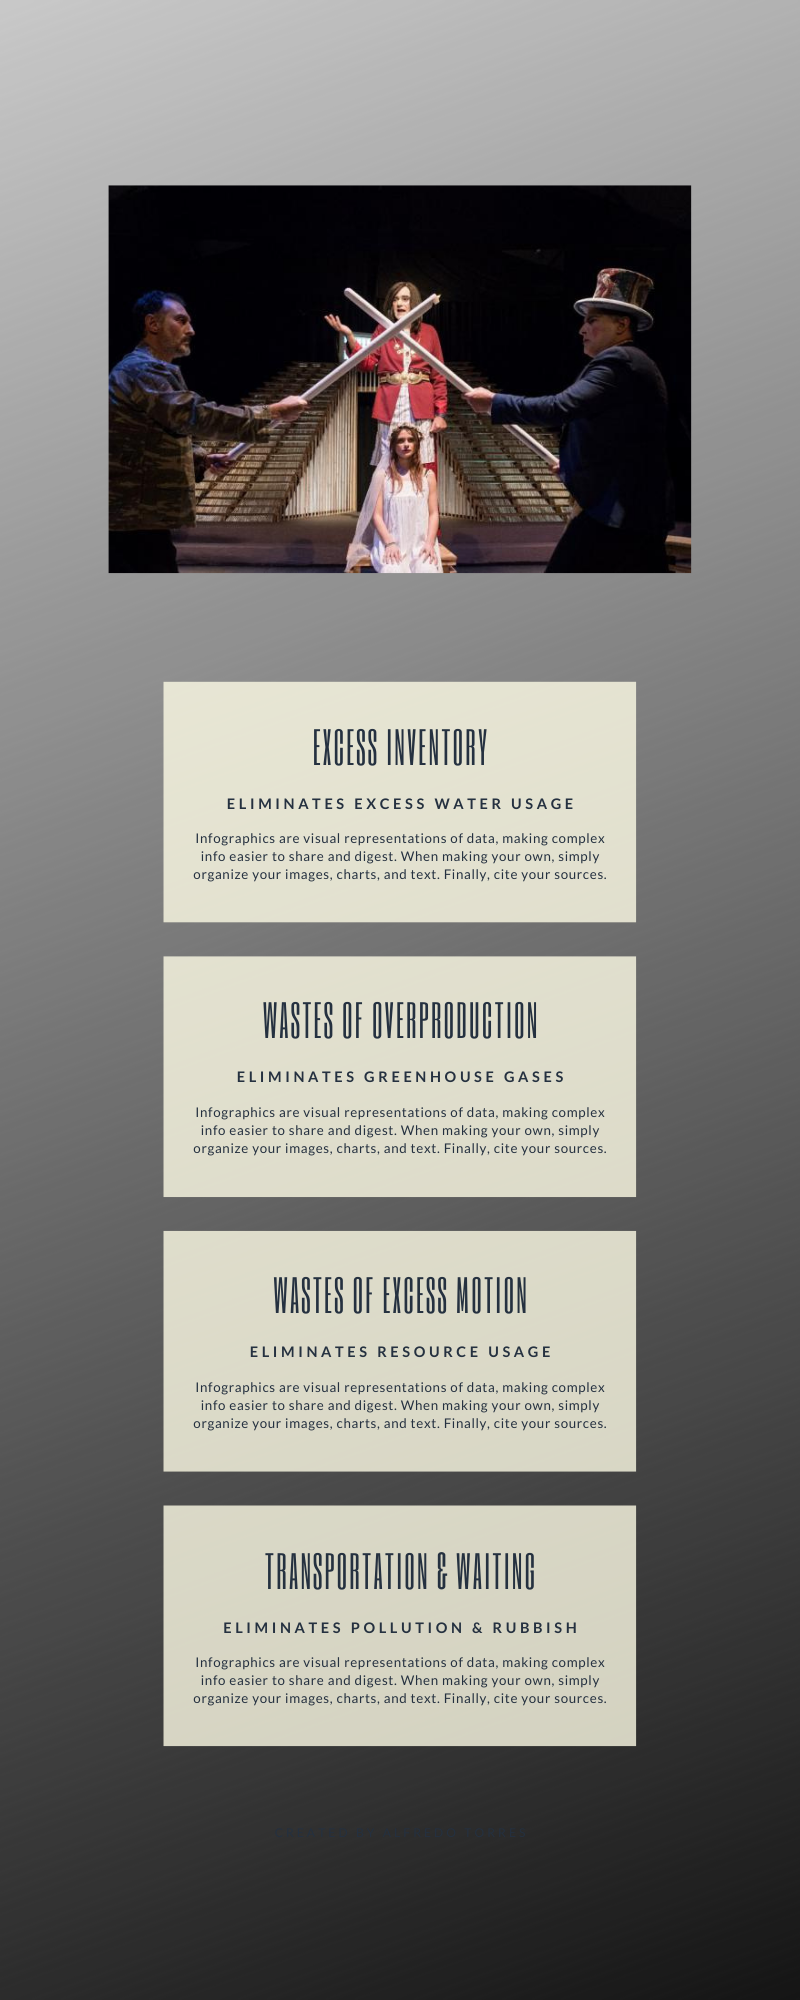 EXCESS INVENTORY
ELIMINATES EXCESS WATER USAGE
Infographics are visual representations of data, making complex
info easier to share and digest. When making your own, simply
organize your images, charts, and text. Finally, cite your sources.
WASTES OF OVERPRODUCTION
ELIMINATES GREENHOUSE GASES
Infographics are visual representations of data, making complex
info easier to share and digest. When making your own, simply
organize your images, charts, and text. Finally, cite your sources.
WASTES OF EXCESS MOTION
ELIMINATES RESOURCE USAGE
Infographics are visual representations of data, making complex
info easier to share and digest. When making your own, simply
organize your images, charts, and text. Finally, cite your sources.
TRANSPORTATION & WAITING
ELIMINATES POLLUTION & RUBBISH
Infographics are visual representations of data, making complex
info easier to share and digest. When making your own, simply
organize your images, charts, and text. Finally, cite your sources.